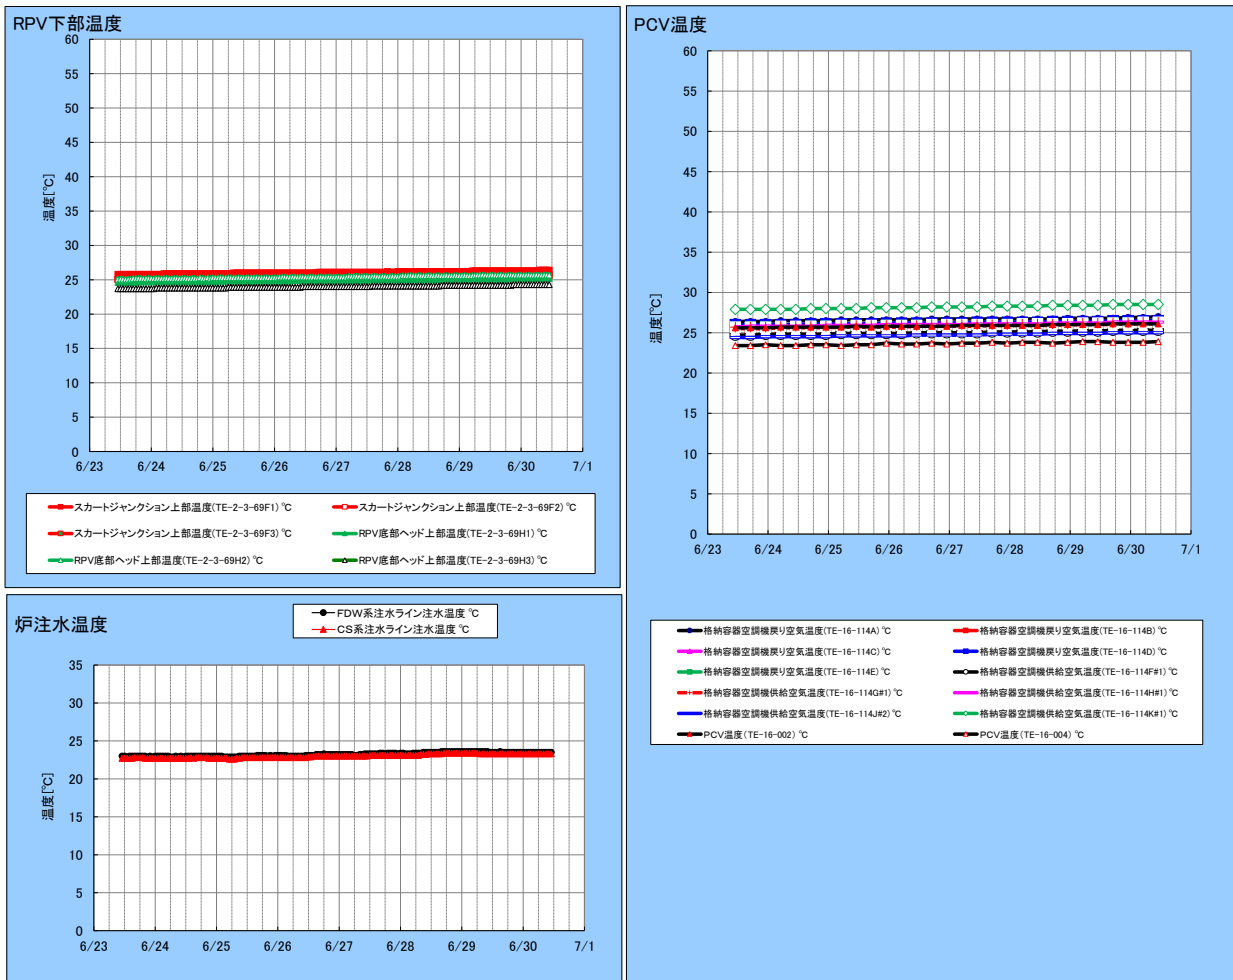 RPV下部温度
60
55
50
45
40
35
30
25
20
15
10
5
0
温度[℃]
6/23 6/24 6/25 6/26 6/27 6/28 6/29 6/30 7/1
スカートジャンクション上部温度(TE-2-3-69F1) ℃ スカートジャンクション上部温度(TE-2-3-69F2) ℃
スカートジャンクション上部温度(TE-2-3-69F3) ℃ RPV底部ヘッド上部温度(TE-2-3-69H1) ℃
RPV底部ヘッド上部温度(TE-2-3-69H2) ℃ RPV底部ヘッド上部温度(TE-2-3-69H3) ℃
炉注水温度
FDW系注水ライン注水温度 ℃
CS系注水ライン注水温度 ℃
35
30
25
20
15
10
5
0
温度[℃]
6/23 6/24 6/25 6/26 6/27 6/28 6/29 6/30 7/1
PCV温度
60
55
50
45
40
35
30
25
20
15
10
5
0
温度[℃]
6/23 6/24 6/25 6/26 6/27 6/28 6/29 6/30 7/1
格納容器空調機戻り空気温度(TE-16-114A) ℃ 格納容器空調機戻り空気温度(TE-16-114B) ℃
格納容器空調機戻り空気温度(TE-16-114C) ℃ 格納容器空調機戻り空気温度(TE-16-114D) ℃
格納容器空調機戻り空気温度(TE-16-114E) ℃ 格納容器空調機供給空気温度(TE-16-114F#1) ℃
格納容器空調機供給空気温度(TE-16-114G#1) ℃ 格納容器空調機供給空気温度(TE-16-114H#1) ℃
格納容器空調機供給空気温度(TE-16-114J#2) ℃ 格納容器空調機供給空気温度(TE-16-114K#1) ℃
PCV温度(TE-16-002) ℃ PCV温度(TE-16-004) ℃